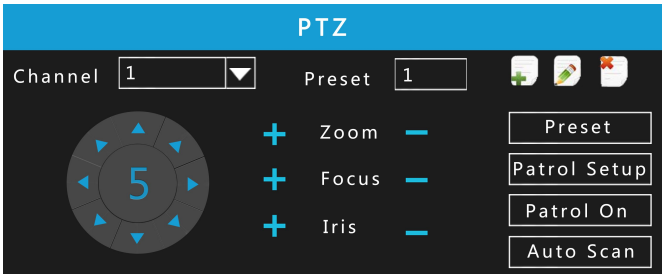 PTZ
Channel 1 Preset 1
+ Zoom − Preset
5 + Focus − Patrol Setup
+ Iris − Patrol On
Auto Scan